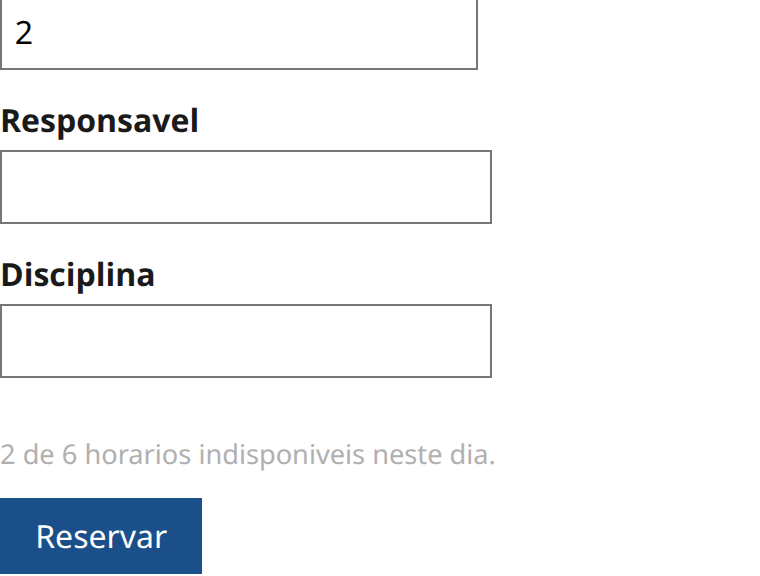 2
Responsavel
Disciplina
2 de 6 horarios indisponiveis neste dia.
Reservar